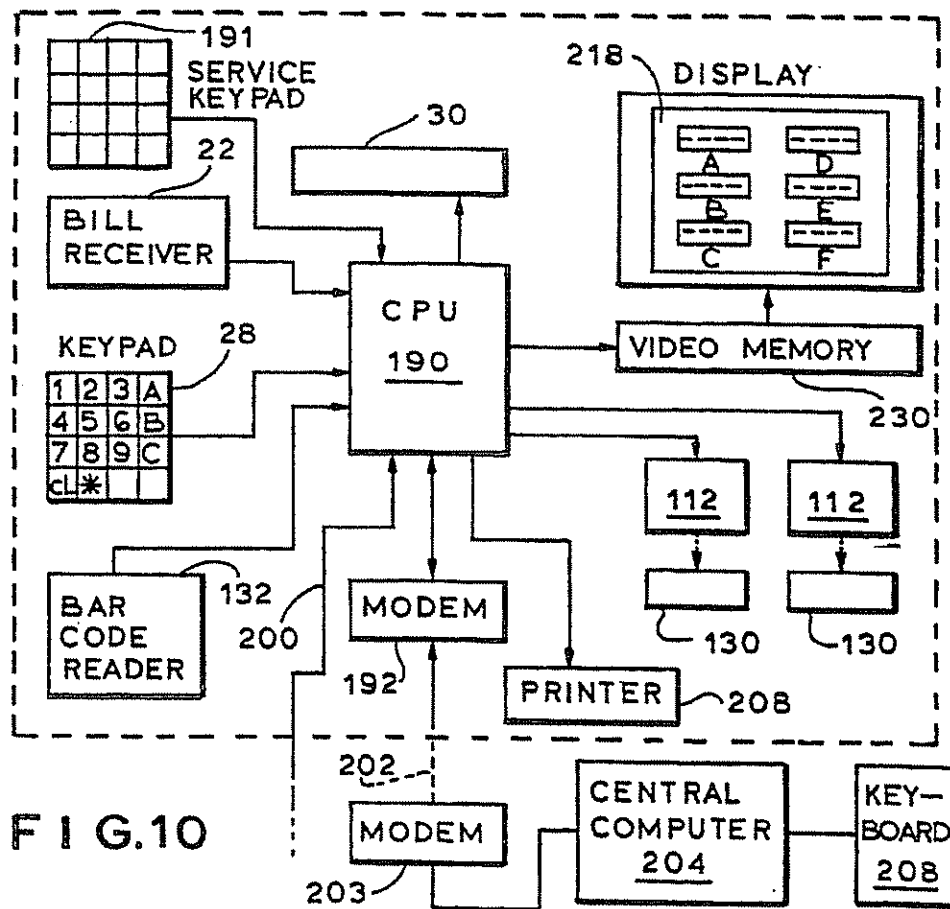 191
SERVICE
KEYPAD
22
BILL
RECEIVER
KEYPAD
28
1 2 3 A
4 5 6 B
7 8 9 C
CL *
132
BAR
CODE
READER
30
CPU
190
200
MODEM
192
PRINTER
208
218
DISPLAY
A D
B E
C F
VIDEO MEMORY
230
112 112
130 130
202
FIG.10
MODEM
203
CENTRAL
COMPUTER
204
KEY-
BOARD
208